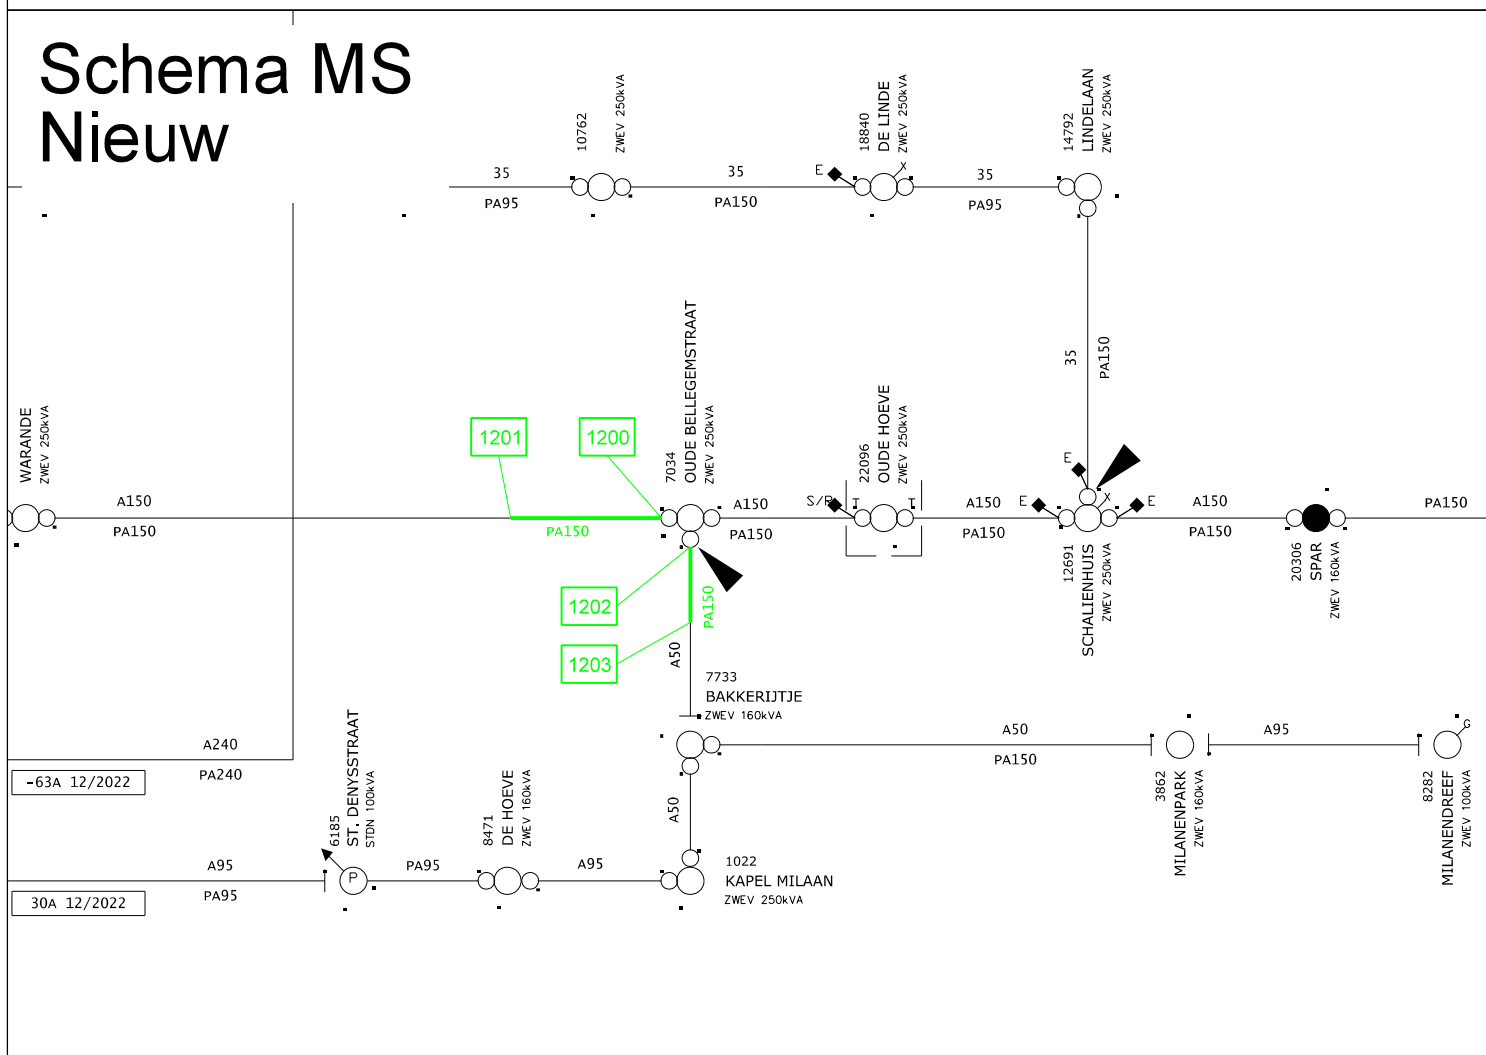 Schema MS
Nieuw
10762
ZWEV 250kVA
18840
DE LINDE
ZWEV 250kVA
14792
LINDELAAN
ZWEV 250kVA
35
PA95
35
PA150
E
X
35
PA95
35
PA150
WARANDE
ZWEV 250kVA
A150
PA150
1201
1200
PA150
7034
OUDE BELLEGEMSTRAAT
ZWEV 250kVA
A150
PA150
S/R
22096
OUDE HOEVE
ZWEV 250kVA
T
T
A150
PA150
E
E
X
E
12691
SCHALIENHUIS
ZWEV 250kVA
A150
PA150
20306
SPAR
ZWEV 160kVA
PA150
1202
PA150
1203
A50
7733
BAKKERIJTJE
ZWEV 160kVA
A240
PA240
-63A 12/2022
A50
PA150
3862
MILANENPARK
ZWEV 160kVA
A95
G
8282
MILANENDREEF
ZWEV 100kVA
A50
6185
ST. DENYSSTRAAT
STDN 100kVA
P
8471
DE HOEVE
ZWEV 160kVA
A95
PA95
30A 12/2022
PA95
A95
1022
KAPEL MILAAN
ZWEV 250kVA